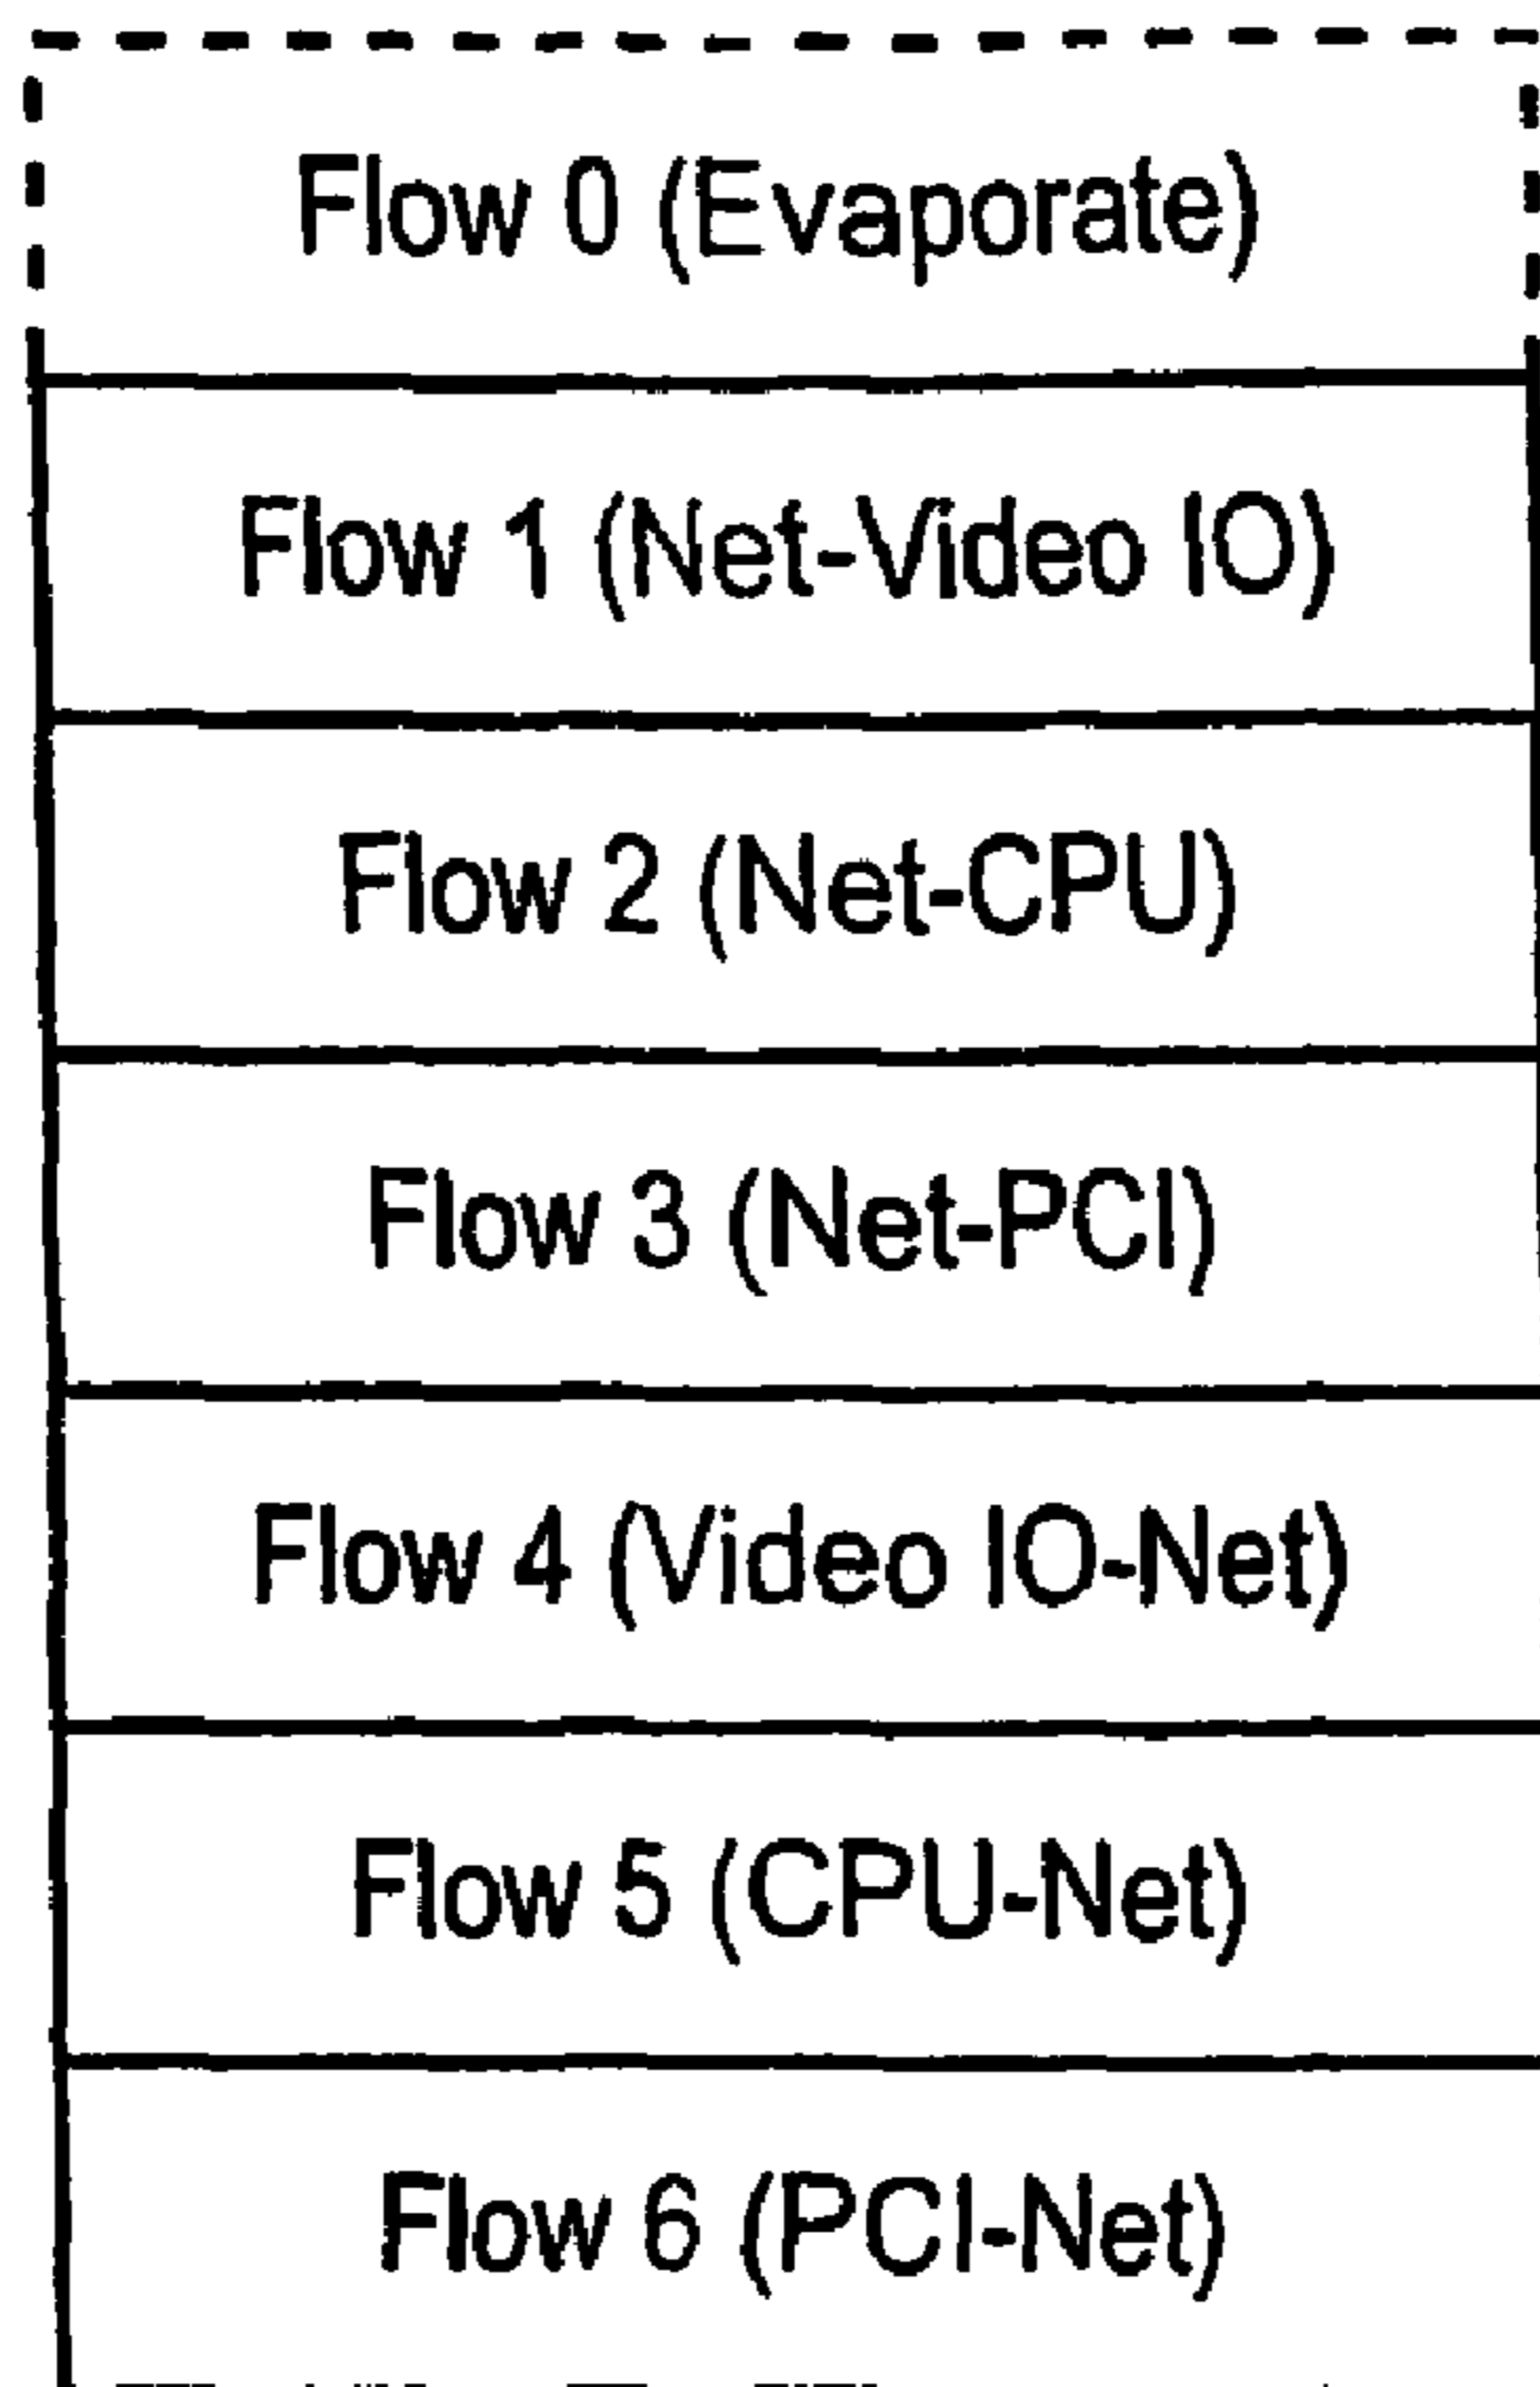 Flow 0 (Evaporate)
Flow 1 (Net-Video IO)
Flow 2 (Net-CPU)
Flow 3 (Net-PCI)
Flow 4 (Video IO-Net)
Flow 5 (CPU-Net)
Flow 6 (PCI-Net)